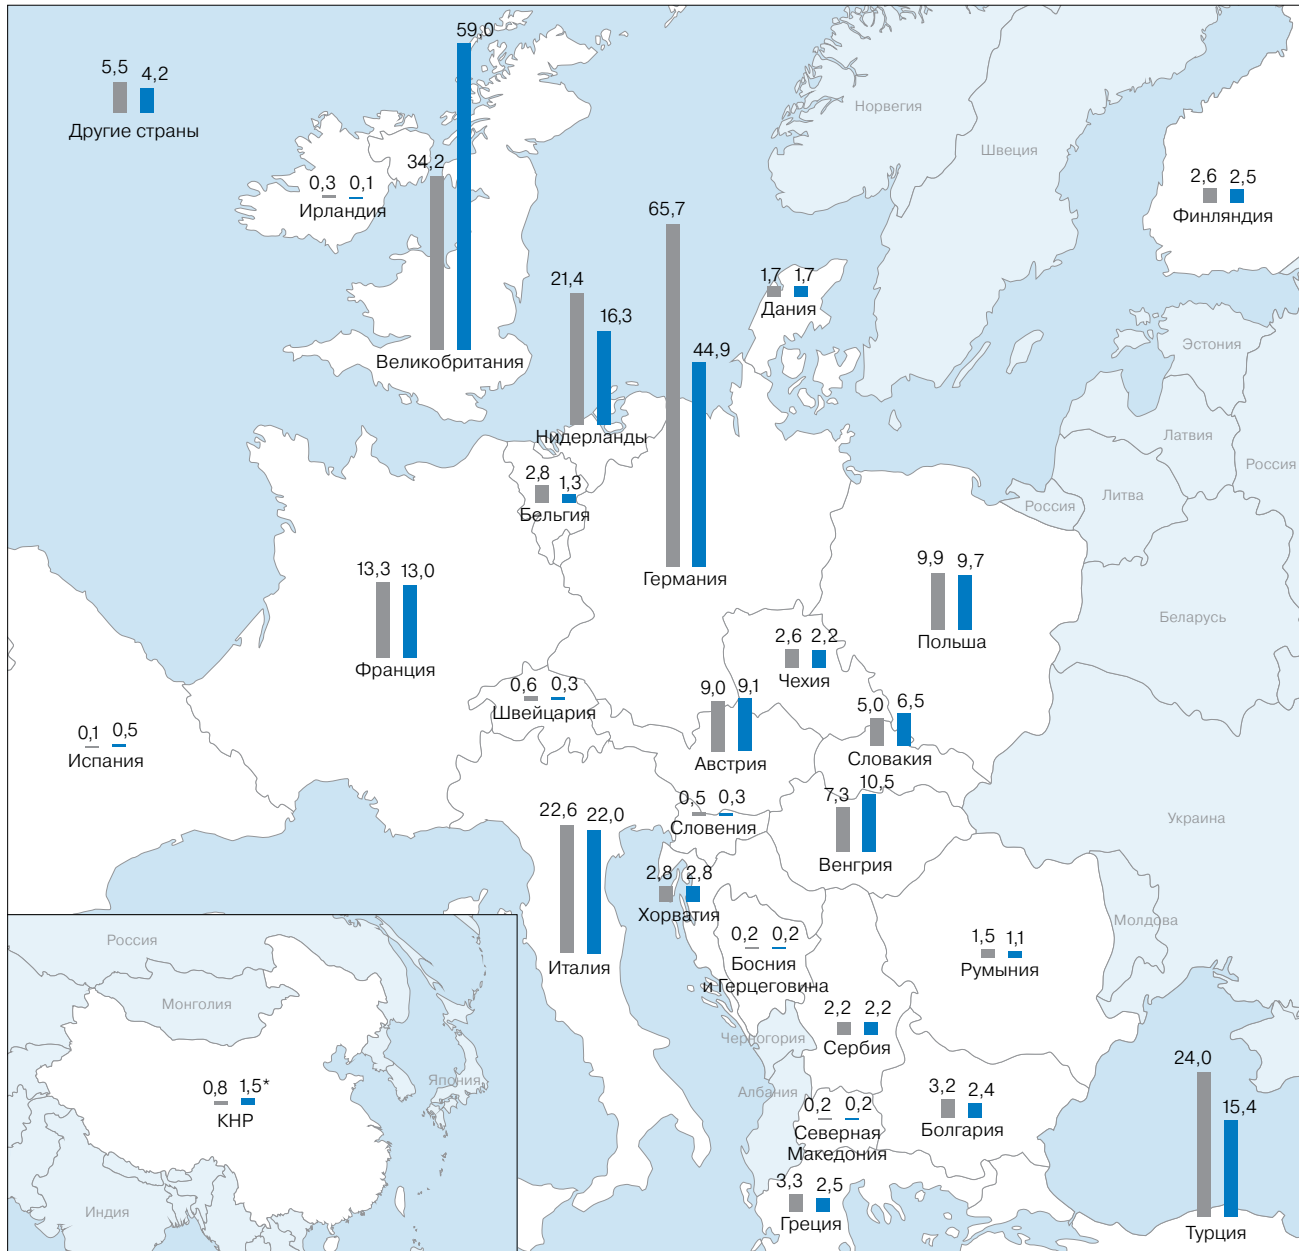 59,0
5,5 4,2
Другие страны
Норвегия
Швеция
34,2
0,3 0,1
Ирландия
2,6 2,5
Финляндия
65,7
21,4
16,3
1,7 1,7
Дания
Великобритания
44,9
Эстония
Нидерланды
Латвия
Россия
2,8 1,3
Бельгия
Литва
Россия
13,3 13,0
Франция
Германия
9,9 9,7
Польша
Беларусь
2,6 2,2
Чехия
0,6 0,3
Швейцария
9,0 9,1
Австрия
5,0 6,5
Словакия
0,1 0,5
Испания
22,6 22,0
Италия
0,5 0,3
Словения
7,3 10,5
Венгрия
Украина
2,8 2,8
Хорватия
Молдова
0,2 0,2
Босния
и Герцеговина
1,5 1,1
Румыния
Россия
Монголия
2,2 2,2
Сербия
Черногория
Албания
Япония
0,8 1,5*
КНР
0,2 0,2
Северная
Македония
3,2 2,4
Болгария
24,0
15,4
Турция
3,3 2,5
Греция
Индия